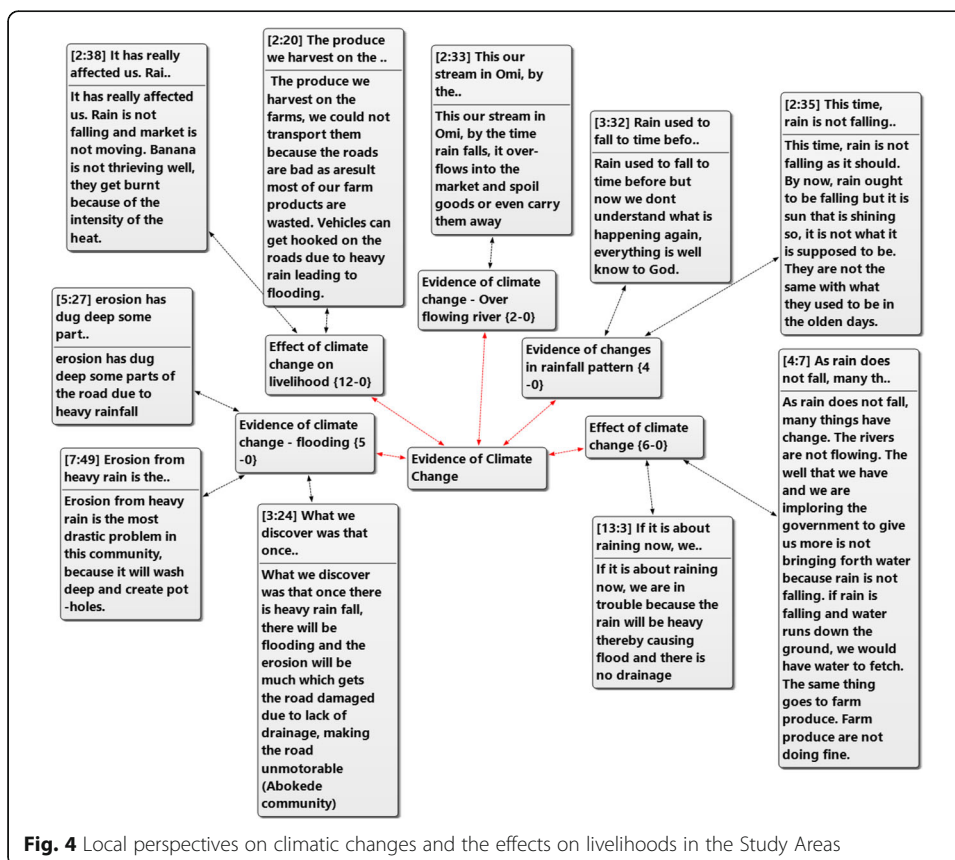 [2:38] It has really
affected us. Rai..
It has really affected
us. Rain is not
falling and market is
not moving. Banana
is not thrieving well,
they get burnt
because of the
intensity of the
heat.
[2:20] The produce
we harvest on the ..
The produce we
harvest on the
farms, we could not
transport them
because the roads
are bad as aresult
most of our farm
products are
wasted. Vehicles can
get hooked on the
roads due to heavy
rain leading to
flooding.
[2:33] This our
stream in Omi, by
the..
This our stream in
Omi, by the time
rain falls, it over-
flows into the
market and spoil
goods or even carry
them away
[3:32] Rain used to
fall to time befo..
Rain used to fall to
time before but
now we dont
understand what is
happening again,
everything is well
know to God.
[2:35] This time,
rain is not falling..
This time, rain is not
falling as it should.
By now, rain ought
to be falling but it is
sun that is shining
so, it is not what it
is supposed to be.
They are not the
same with what
they used to be in
the olden days.
[5:27] erosion has
dug deep some
part..
erosion has dug
deep some parts of
the road due to
heavy rainfall
Effect of climate
change on
livelihood {12-0}
Evidence of climate
change - Over
flowing river {2-0}
Evidence of changes
in rainfall pattern {4
-0}
Evidence of climate
change - flooding {5
-0}
Evidence of Climate
Change
Effect of climate
change {6-0}
[4:7] As rain does
not fall, many th..
As rain does not fall,
many things have
change. The rivers
are not flowing. The
well that we have
and we are
imploring the
government to give
us more is not
bringing forth water
because rain is not
falling. if rain is
falling and water
runs down the
ground, we would
have water to fetch.
The same thing
goes to farm
produce. Farm
produce are not
doing fine.
[7:49] Erosion from
heavy rain is the..
Erosion from heavy
rain is the most
drastic problem in
this community,
because it will wash
deep and create pot
-holes.
[3:24] What we
discover was that
once..
What we discover
was that once there
is heavy rain fall,
there will be
flooding and the
erosion will be
much which gets
the road damaged
due to lack of
drainage, making
the road
unmotorable
(Abokede
community)
[13:3] If it is about
raining now, we..
If it is about raining
now, we are in
trouble because the
rain will be heavy
thereby causing
flood and there is
no drainage
Fig. 4 Local perspectives on climatic changes and the effects on livelihoods in the Study Areas